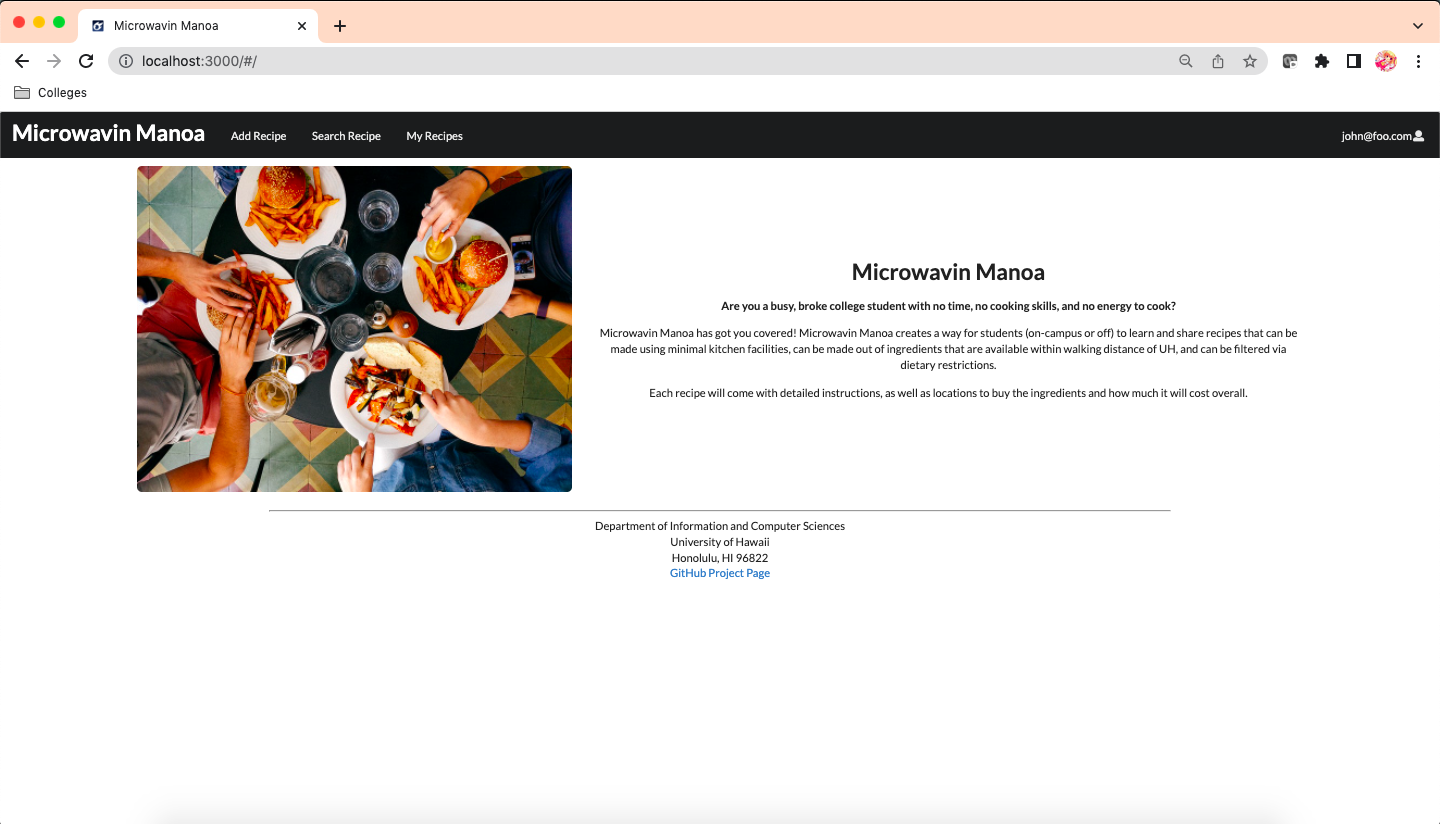 Microwavin Manoa
localhost:3000/#/
Colleges
Microwavin Manoa Add Recipe Search Recipe My Recipes john@foo.com
Microwavin Manoa
Are you a busy, broke college student with no time, no cooking skills, and no energy to cook?
Microwavin Manoa has got you covered! Microwavin Manoa creates a way for students (on-campus or off) to learn and share recipes that can be
made using minimal kitchen facilities, can be made out of ingredients that are available within walking distance of UH, and can be filtered via
dietary restrictions.
Each recipe will come with detailed instructions, as well as locations to buy the ingredients and how much it will cost overall.
Department of Information and Computer Sciences
University of Hawaii
Honolulu, HI 96822
GitHub Project Page